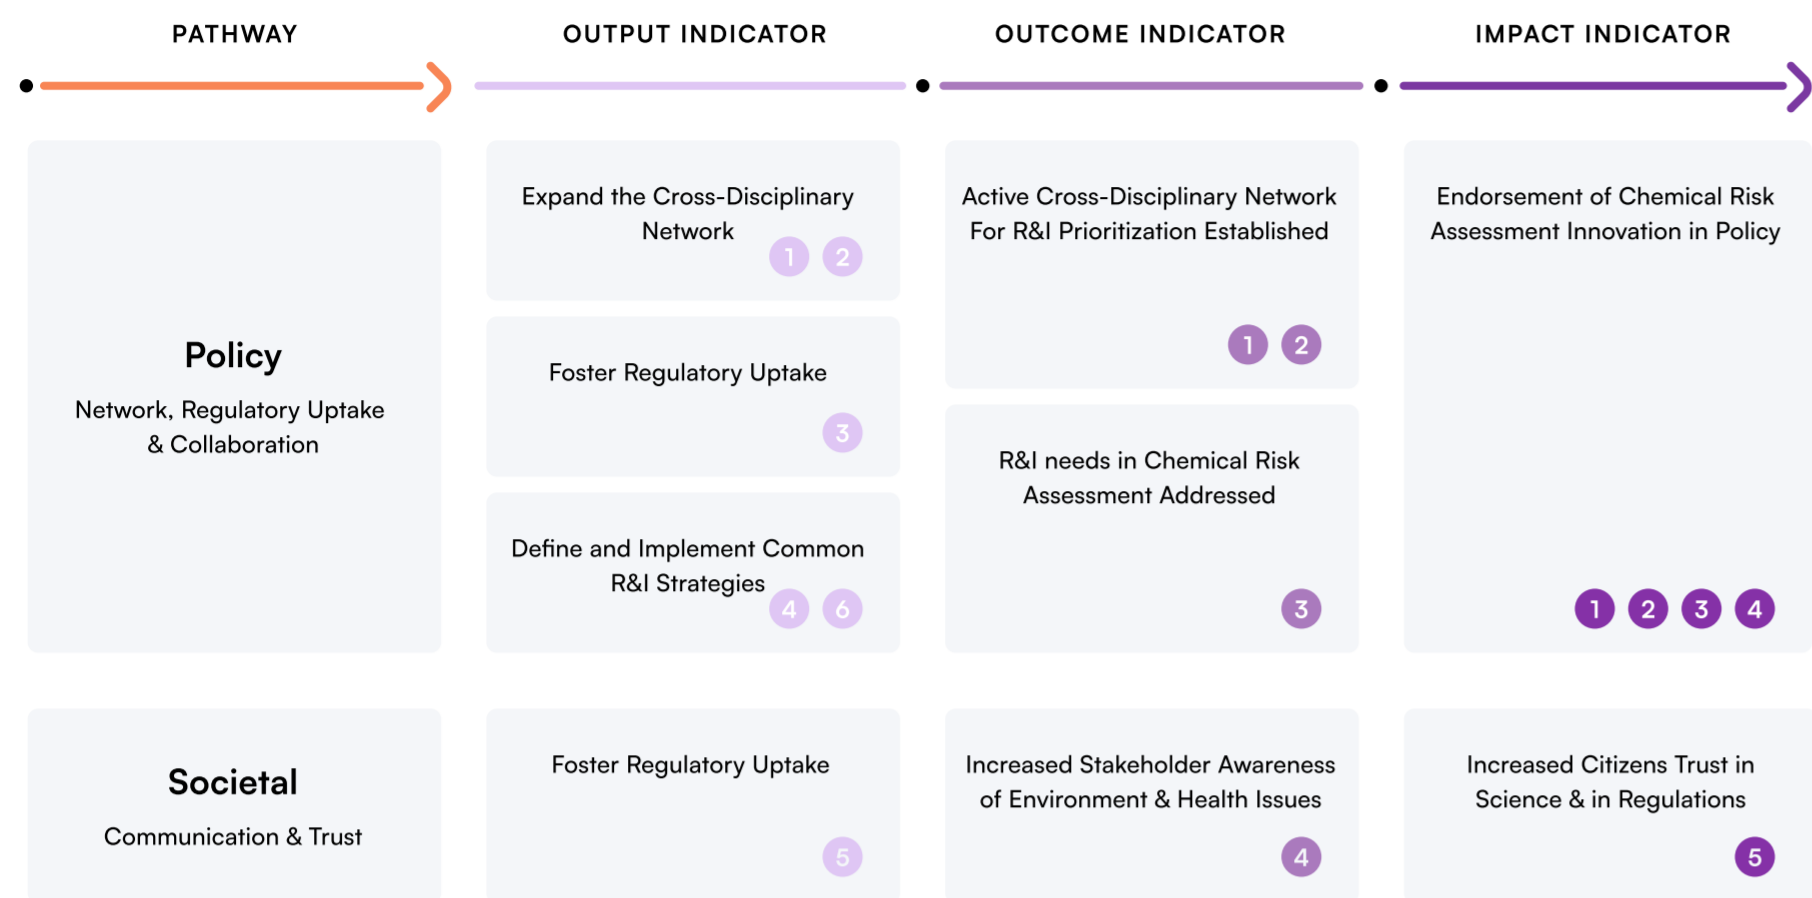 PATHWAY
OUTPUT INDICATOR
OUTCOME INDICATOR
IMPACT INDICATOR
Policy
Network, Regulatory Uptake
& Collaboration
Expand the Cross-Disciplinary
Network
1 2
Foster Regulatory Uptake
3
Define and Implement Common
R&I Strategies
4 6
Active Cross-Disciplinary Network
For R&I Prioritization Established
1 2
R&I needs in Chemical Risk
Assessment Addressed
3
Endorsement of Chemical Risk
Assessment Innovation in Policy
1 2 3 4
Societal
Communication & Trust
Foster Regulatory Uptake
5
Increased Stakeholder Awareness
of Environment & Health Issues
4
Increased Citizens Trust in
Science & in Regulations
5